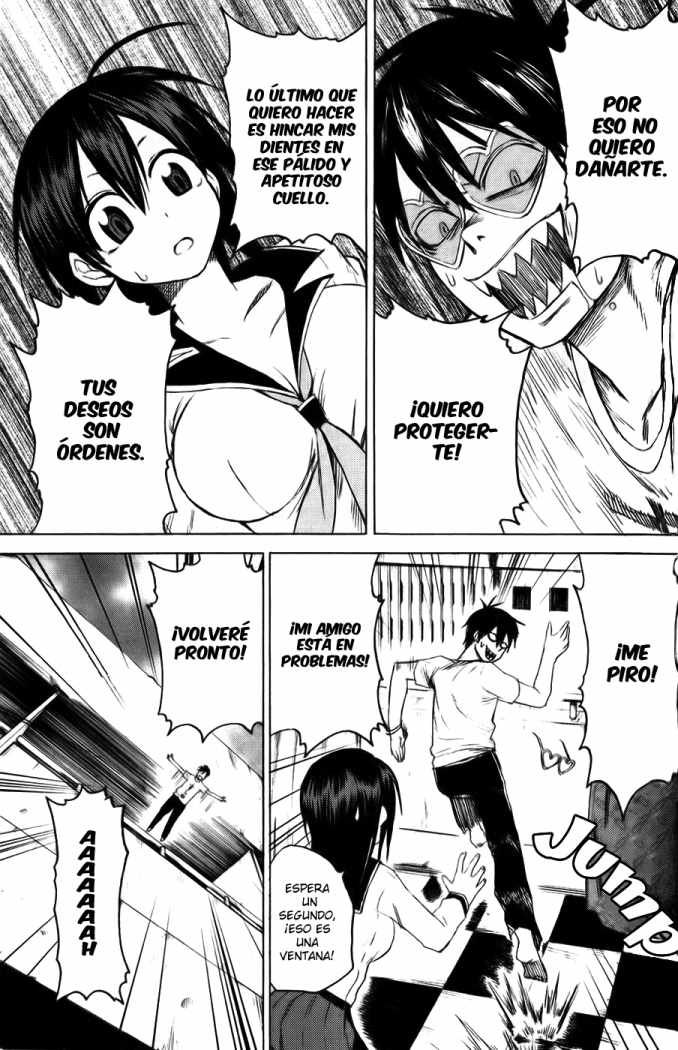 POR
ESO NO
QUIERO
DAÑARTE.
¡QUIERO
PROTEGER-
TE!
LO ÚLTIMO QUE
QUIERO HACER
ES HINCAR MIS
DIENTES EN
ESE PÁLIDO Y
APETITOSO
CUELLO.
TUS
DESEOS
SON
ÓRDENES.
¡ME
PIRO!
¡MI AMIGO
ESTÁ EN
PROBLEMAS!
JUMP
ESPERA
UN
SEGUNDO,
¡ESO ES
UNA
VENTANA!
¡VOLVERÉ
PRONTO!
AAAAAAAH